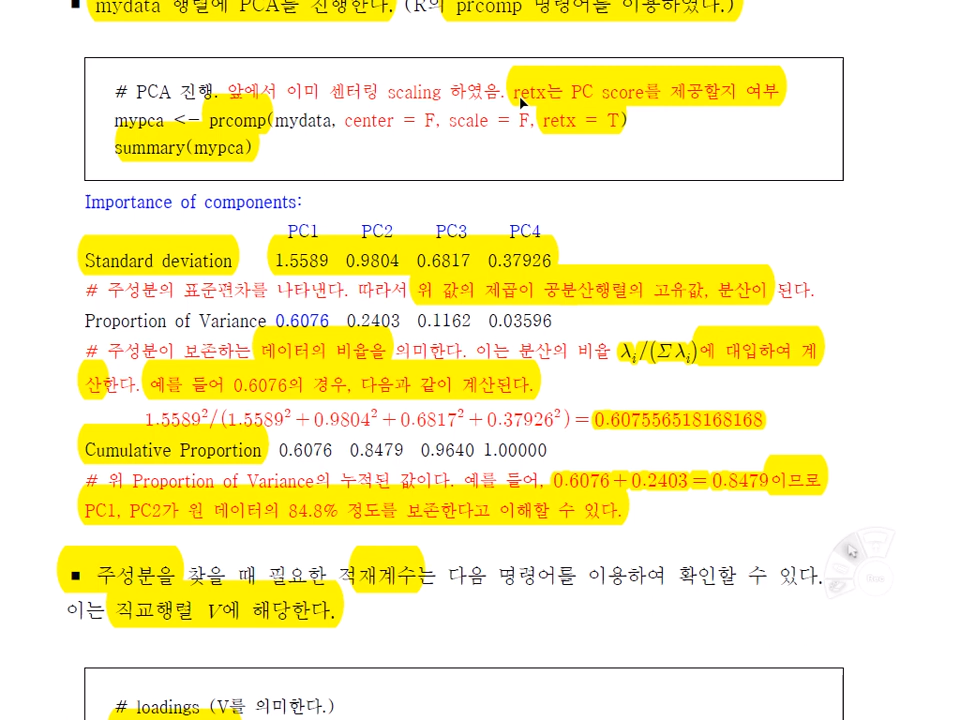 ■ mydata 행렬에 PCA를 진행한다. (R의 prcomp 명령어를 이용하였다.)
# PCA 진행. 앞에서 이미 센터링 scaling 하였음. retx는 PC score를 제공할지 여부
mypca <- prcomp(mydata, center = F, scale = F, retx = T)
summary(mypca)
Importance of components:
PC1 PC2 PC3 PC4
Standard deviation 1.5589 0.9804 0.6817 0.37926
# 주성분의 표준편차를 나타낸다. 따라서 위 값의 제곱이 공분산행렬의 고유값, 분산이 된다.
Proportion of Variance 0.6076 0.2403 0.1162 0.03596
# 주성분이 보존하는 데이터의 비율을 의미한다. 이는 분산의 비율 λᵢ/(Σλᵢ)에 대입하여 계
산한다. 예를 들어 0.6076의 경우, 다음과 같이 계산된다.
1.5589²/(1.5589² + 0.9804² + 0.6817² + 0.37926²) = 0.607556518168168
Cumulative Proportion 0.6076 0.8479 0.9640 1.00000
# 위 Proportion of Variance의 누적된 값이다. 예를 들어, 0.6076 + 0.2403 = 0.8479이므로
PC1, PC2가 원 데이터의 84.8% 정도를 보존한다고 이해할 수 있다.
■ 주성분을 찾을 때 필요한 적재계수는 다음 명령어를 이용하여 확인할 수 있다.
이는 직교행렬 V에 해당한다.
# loadings (V를 의미한다.)